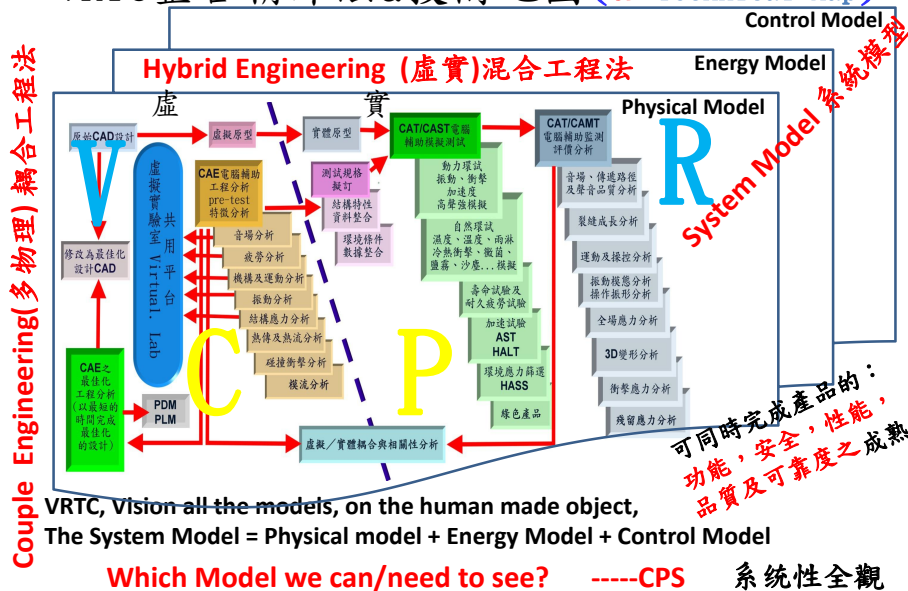 Control Model
Energy Model
Hybrid Engineering (虛實)混合工程法
Physical Model
System Model 系統模型
Couple Engineering(多物理) 耦合工程法
虛
實
原始CAD設計
虛擬原型
實體原型
CAT/CAST電腦
輔助模擬測試
CAT/CAMT
電腦輔助監測
評價分析
V
R
C
P
修改為最佳化
設計CAD
虛擬實驗室 Virtual. Lab
共用平台
CAE電腦輔助
工程分析
pre-test
特徵分析
音場分析
疲勞分析
機構及運動分析
振動分析
結構應力分析
熱傳及熱流分析
碰撞衝擊分析
模流分析
測試規格
擬訂
結構特性
資料整合
環境條件
數據整合
動力環試
振動、衝擊
加速度
高聲強模擬
自然環試
濕度、溫度、雨淋
冷熱衝擊、黴菌、
鹽霧、沙塵…模擬
壽命試驗及
耐久疲勞試驗
加速試驗
AST
HALT
環境應力篩選
HASS
綠色產品
音場、傳遞路徑
及聲音品質分析
裂縫成長分析
運動及操控分析
振動模態分析
操作振形分析
全場應力分析
3D變形分析
衝擊應力分析
殘留應力分析
CAE之
最佳化
工程分析
(以最短的
時間完成
最佳化
的設計)
PDM
PLM
虛擬／實體耦合與相關性分析
可同時完成產品的：
功能，安全，性能，
品質及可靠度之成熟
VRTC, Vision all the models, on the human made object,
The System Model = Physical model + Energy Model + Control Model
Which Model we can/need to see? -----CPS 系统性全觀